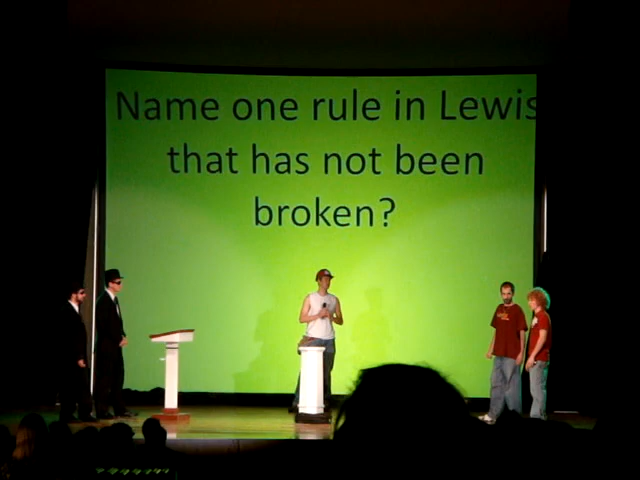 Name one rule in Lewis
that has not been
broken?